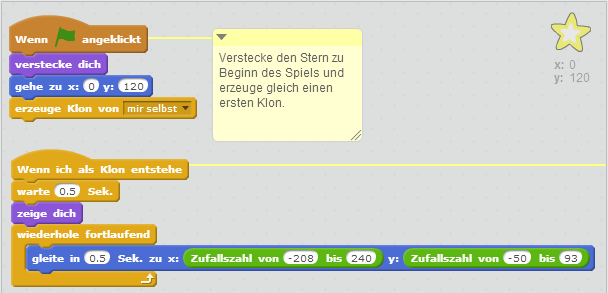 Wenn angeklickt
verstecke dich
gehe zu x: 0 y: 120
erzeuge Klon von mir selbst
Verstecke den Stern zu
Beginn des Spiels und
erzeuge gleich einen
ersten Klon.
x: 0
y: 120
Wenn ich als Klon entstehe
warte 0.5 Sek.
zeige dich
wiederhole fortlaufend
gleite in 0.5 Sek. zu x: Zufallszahl von -208 bis 240 y: Zufallszahl von -50 bis 93